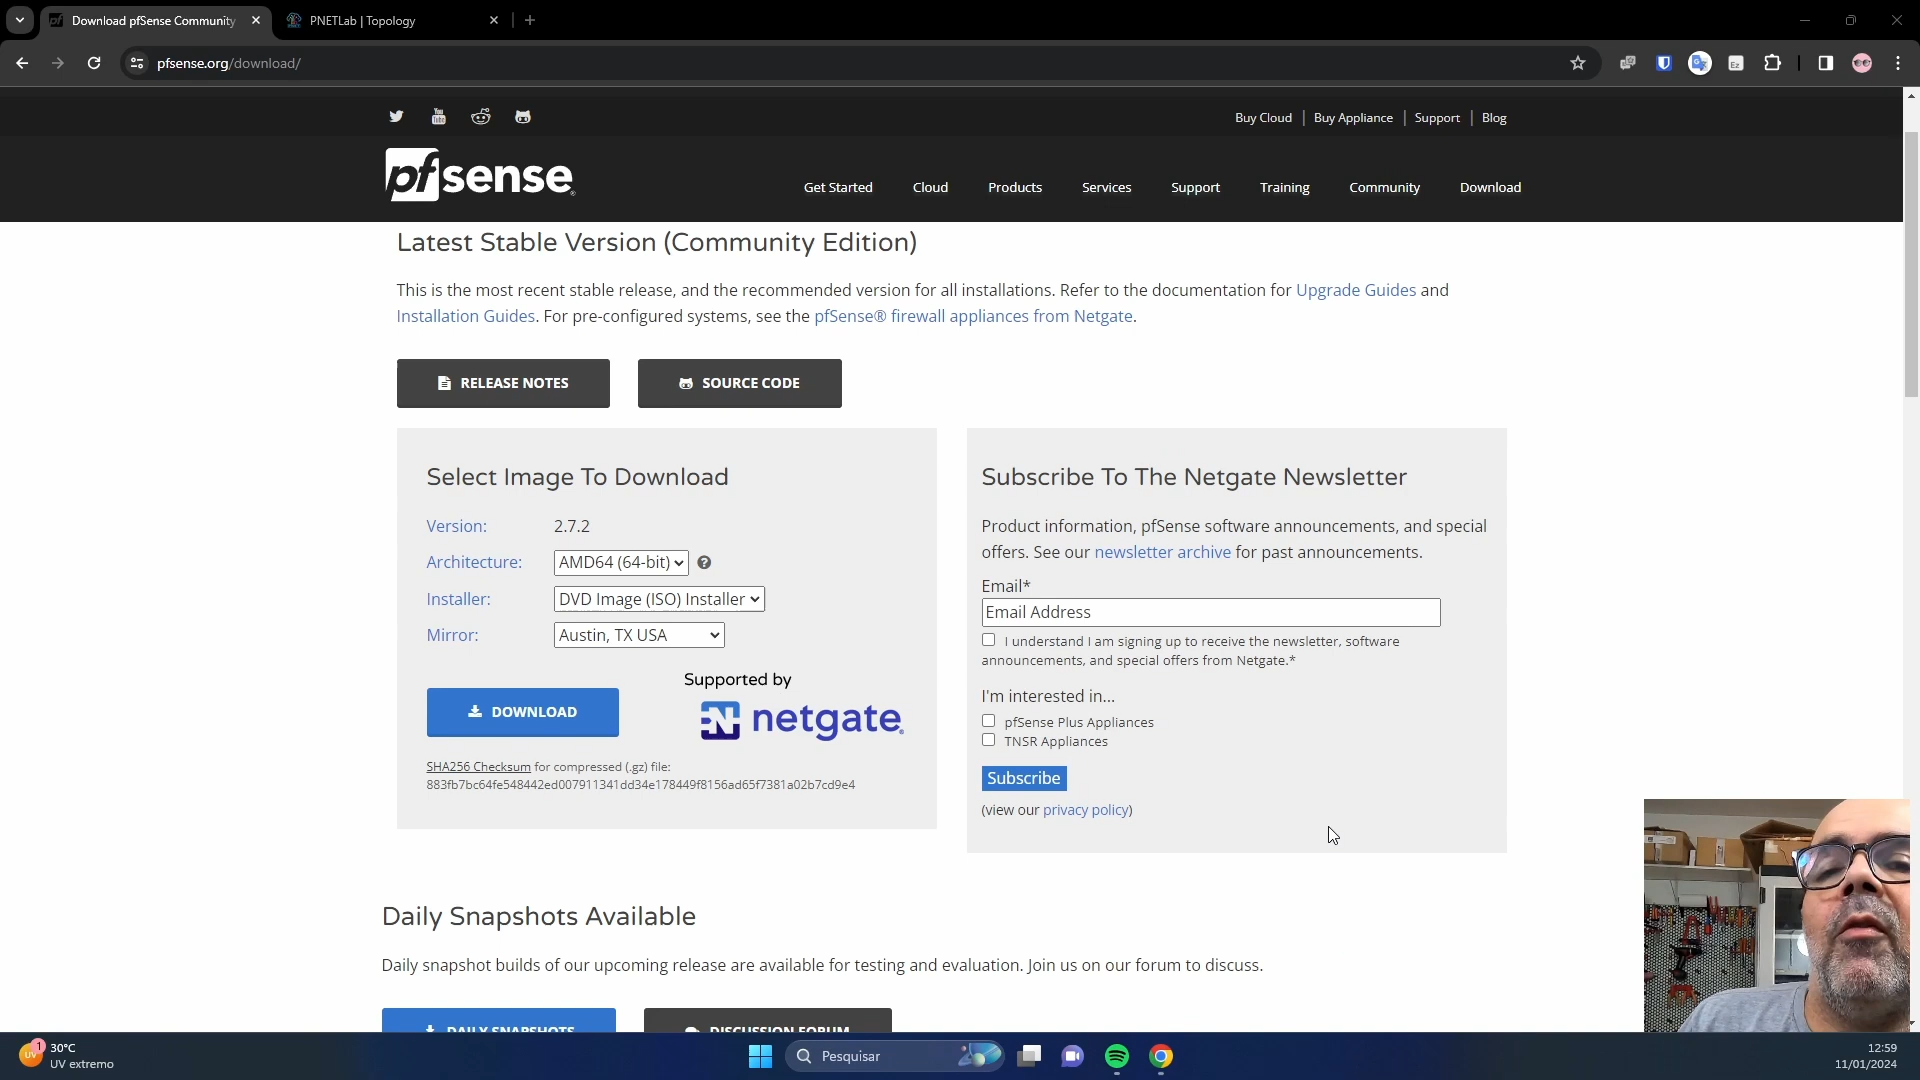 Download pfSense Community
PNETLab | Topology
pfsense.org/download/
Buy Cloud | Buy Appliance | Support | Blog
pfsense
Get Started
Cloud
Products
Services
Support
Training
Community
Download
Latest Stable Version (Community Edition)
This is the most recent stable release, and the recommended version for all installations. Refer to the documentation for Upgrade Guides and
Installation Guides. For pre-configured systems, see the pfSense® firewall appliances from Netgate.
RELEASE NOTES
SOURCE CODE
Select Image To Download
Version: 2.7.2
Architecture: AMD64 (64-bit)
Installer: DVD Image (ISO) Installer
Mirror: Austin, TX USA
Supported by
netgate
DOWNLOAD
SHA256 Checksum for compressed (.gz) file:
883fb7bc64fe548442ed007911341dd34e178449f8156ad65f7381a02b7cd9e4
Subscribe To The Netgate Newsletter
Product information, pfSense software announcements, and special
offers. See our newsletter archive for past announcements.
Email*
Email Address
I understand I am signing up to receive the newsletter, software
announcements, and special offers from Netgate.*
I'm interested in...
pfSense Plus Appliances
TNSR Appliances
Subscribe
(view our privacy policy)
Daily Snapshots Available
Daily snapshot builds of our upcoming release are available for testing and evaluation. Join us on our forum to discuss.
DAILY SNAPSHOTS
DISCUSSION FORUM
UV
1
30°C
UV extremo
Pesquisar
12:59
11/01/2024